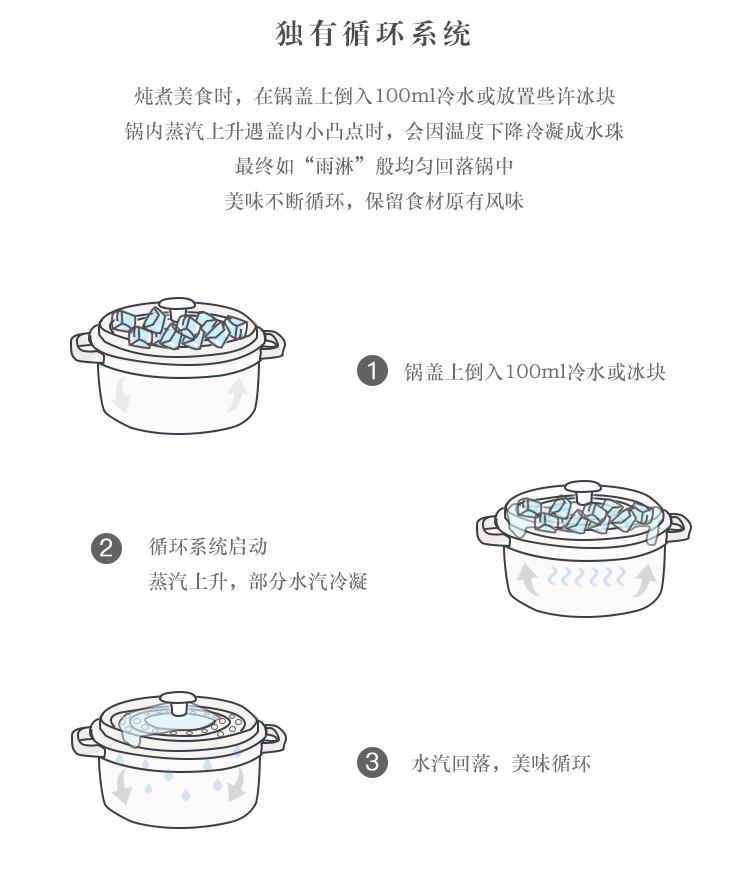 独有循环系统
炖煮美食时，在锅盖上倒入100ml冷水或放置些许冰块
锅内蒸汽上升遇盖内小凸点时，会因温度下降冷凝成水珠
最终如“雨淋”般均匀回落锅中
美味不断循环，保留食材原有风味
1 锅盖上倒入100ml冷水或冰块
2 循环系统启动
蒸汽上升，部分水汽冷凝
3 水汽回落，美味循环